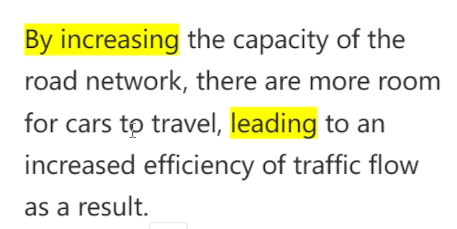 By increasing the capacity of the
road network, there are more room
for cars to travel, leading to an
increased efficiency of traffic flow
as a result.